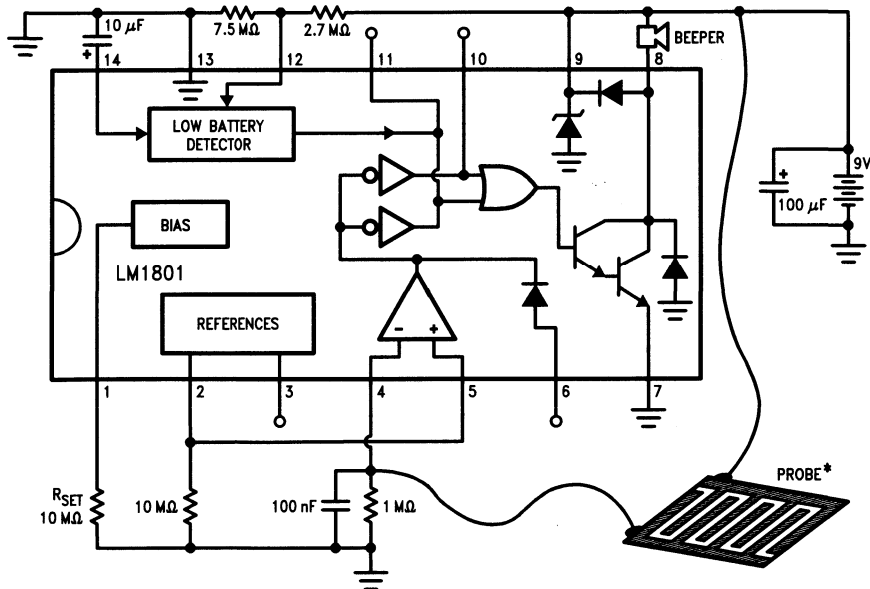 10 μF
7.5 MΩ
2.7 MΩ
BEEPER
+
14
13
12
11
10
9
8
LOW BATTERY
DETECTOR
+
9V
100 μF
BIAS
LM1801
REFERENCES
-
+
1
2
3
4
5
6
7
PROBE*
RSET
10 MΩ
10 MΩ
100 nF
1 MΩ